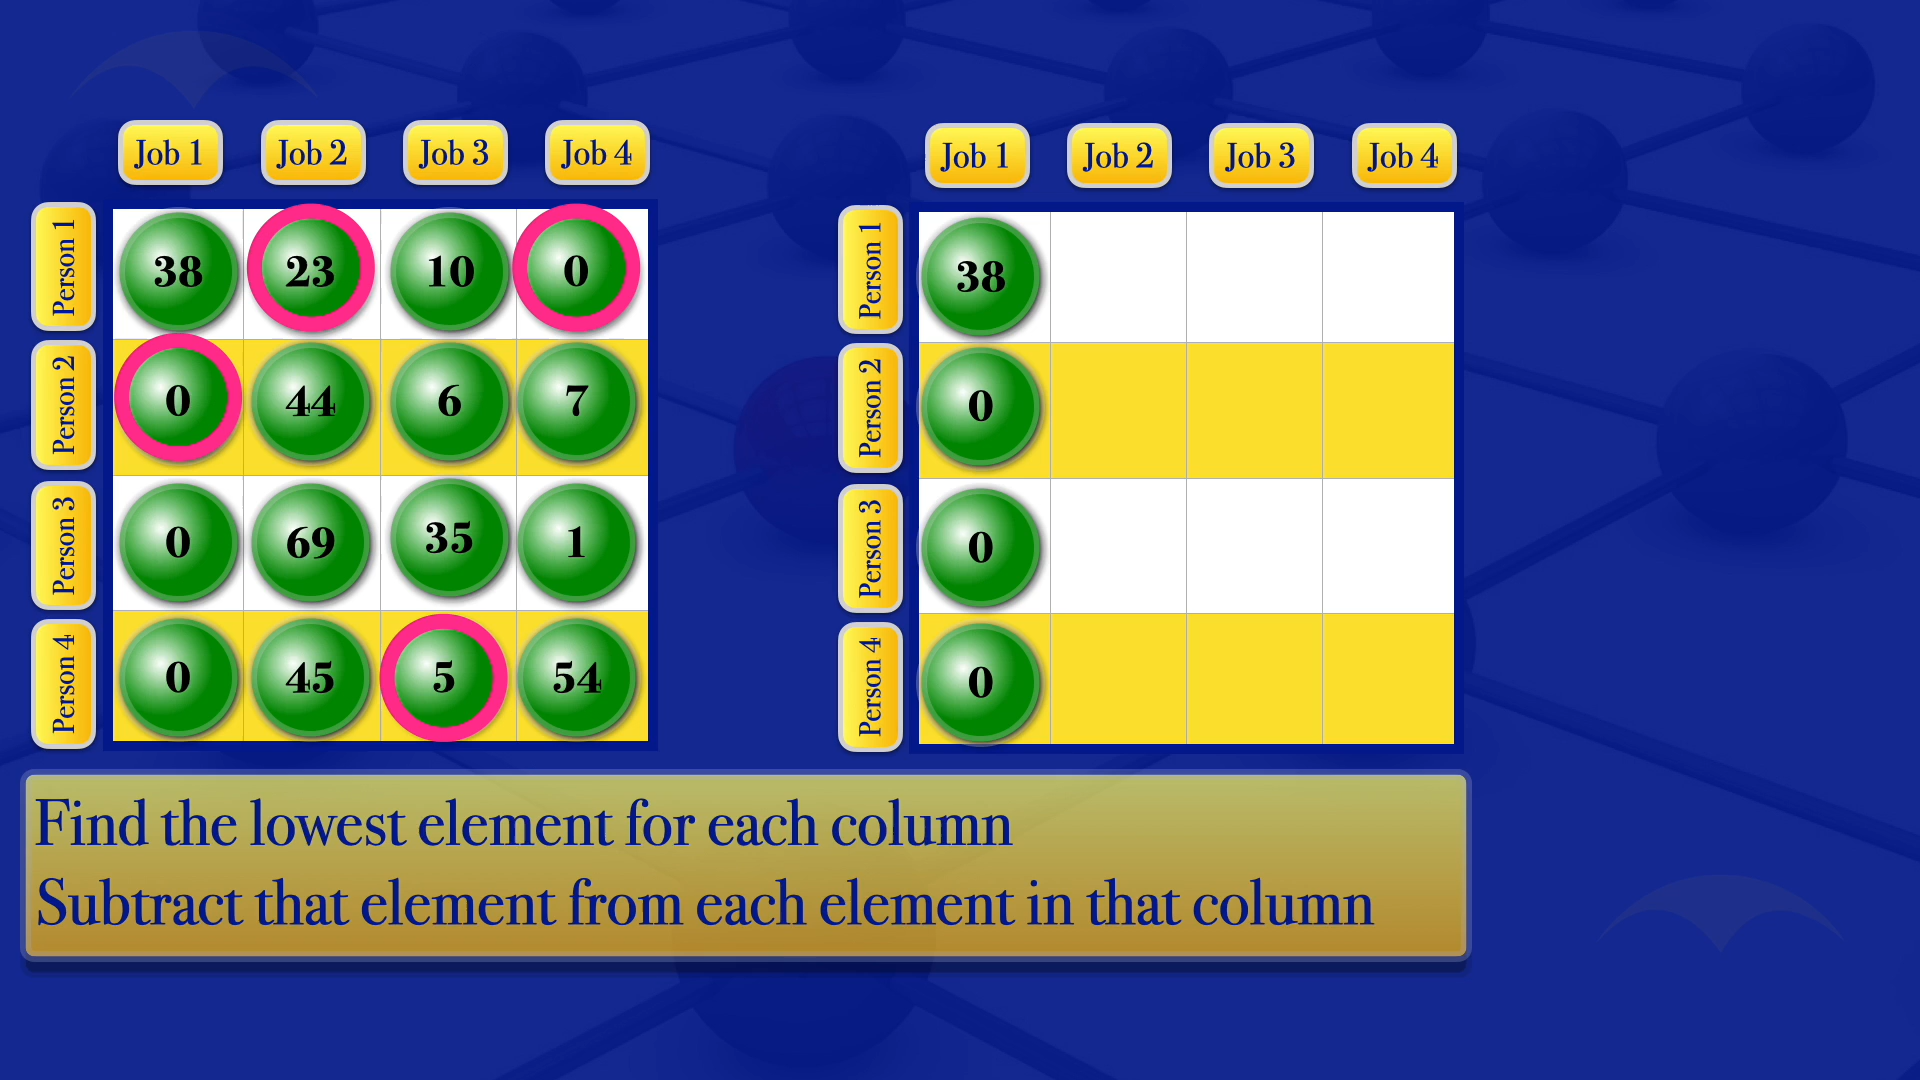 Job 1 Job 2 Job 3 Job 4 Job 1 Job 2 Job 3 Job 4
Person 1 38 23 10 0 Person 1 38
Person 2 0 44 6 7 Person 2 0
Person 3 0 69 35 1 Person 3 0
Person 4 0 45 5 54 Person 4 0
Find the lowest element for each column
Subtract that element from each element in that column